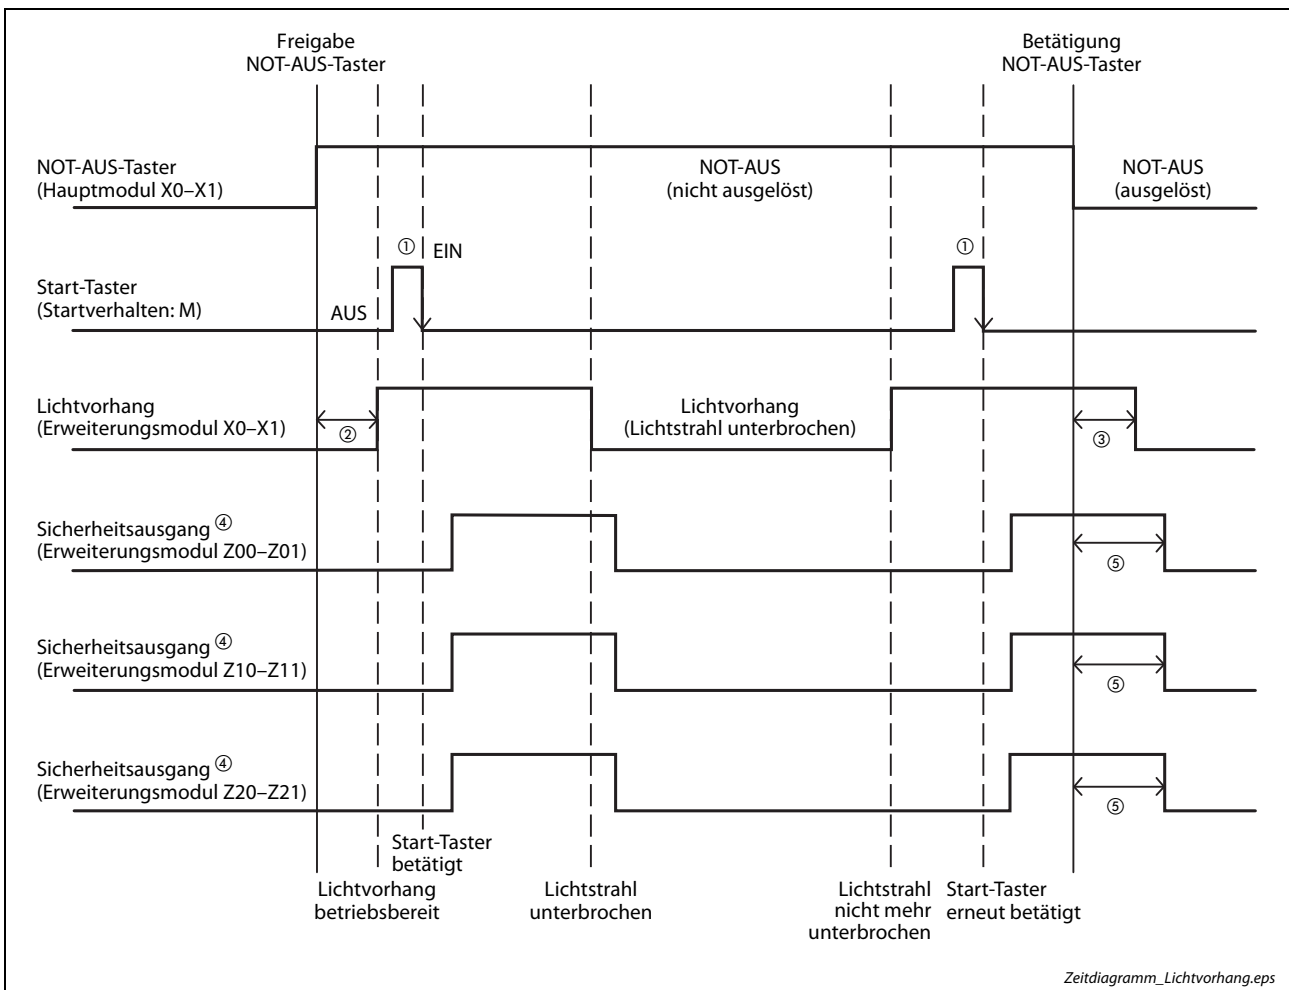 Freigabe
NOT-AUS-Taster
Betätigung
NOT-AUS-Taster
NOT-AUS-Taster
(Hauptmodul X0–X1)
NOT-AUS
(nicht ausgelöst)
NOT-AUS
(ausgelöst)
①
EIN
①
Start-Taster
(Startverhalten: M)
AUS
Lichtvorhang
(Erweiterungsmodul X0–X1)
②
Lichtvorhang
(Lichtstrahl unterbrochen)
③
Sicherheitsausgang ④
(Erweiterungsmodul Z00–Z01)
⑤
Sicherheitsausgang ④
(Erweiterungsmodul Z10–Z11)
⑤
Sicherheitsausgang ④
(Erweiterungsmodul Z20–Z21)
⑤
Start-Taster
betätigt
Lichtvorhang
betriebsbereit
Lichtstrahl
unterbrochen
Lichtstrahl
nicht mehr
unterbrochen
Start-Taster
erneut betätigt
Zeitdiagramm_Lichtvorhang.eps